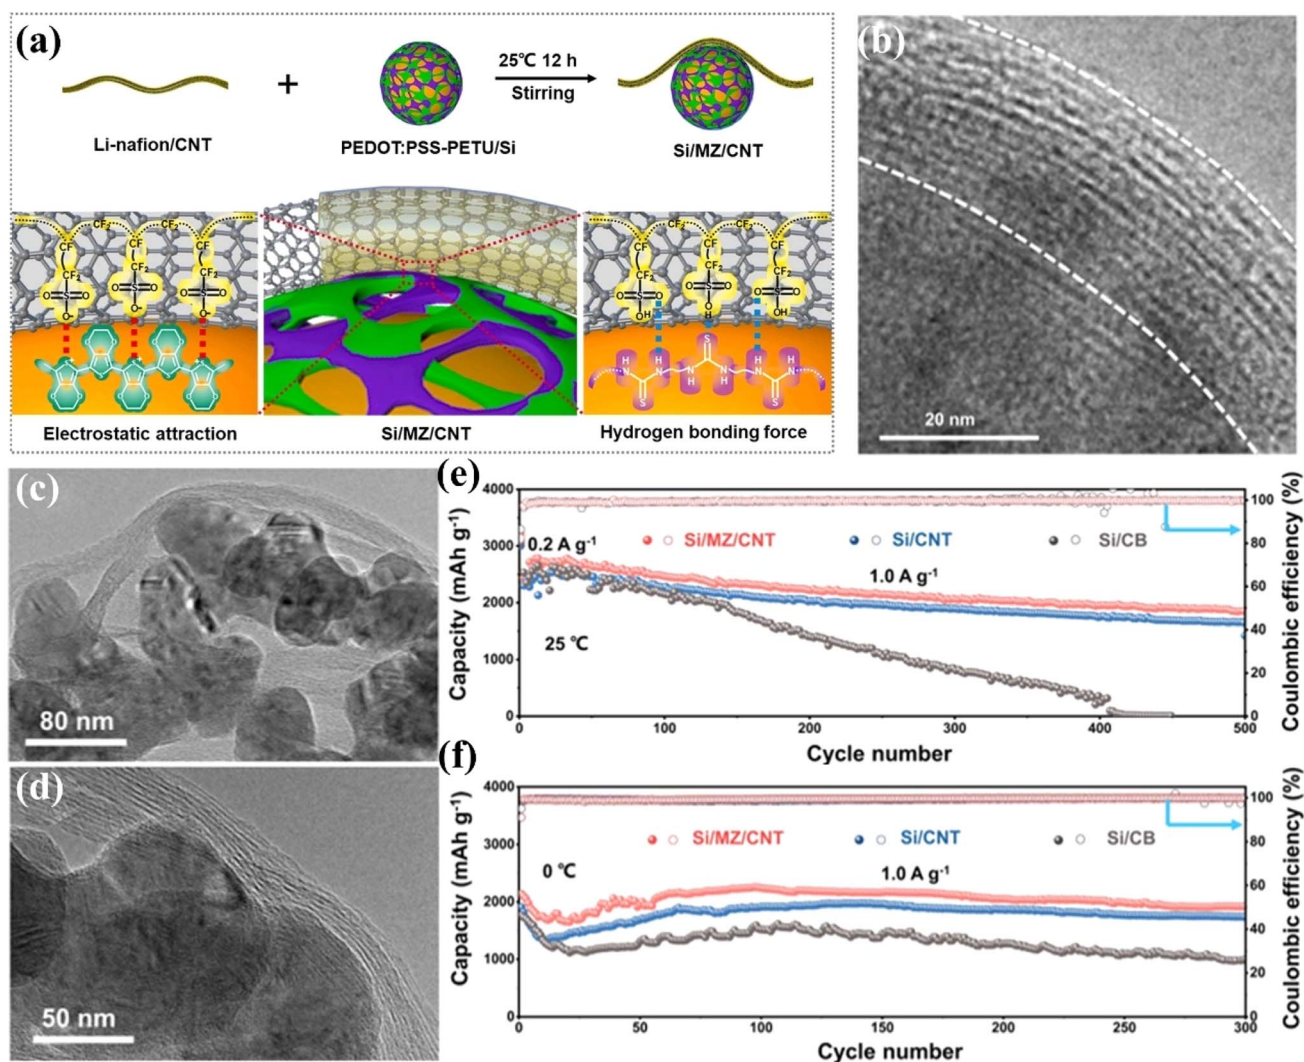 (a)
25℃ 12 h
+
Stirring
Li-nafion/CNT
PEDOT:PSS-PETU/Si
Si/MZ/CNT
CF₂ CF₂
CF CF CF
CF₂ CF₂ CF₂
O S O O S O O S O
O- O- O-
Electrostatic attraction
Si/MZ/CNT
CF₂ CF₂
CF CF CF
CF₂ CF₂ CF₂
O S O O S O O S O
OH O H OH
S
H H H H
N N N N N N
H H
S S
Hydrogen bonding force
(b)
20 nm
(c)
80 nm
(d)
50 nm
(e)
Capacity (mAh g⁻¹)
4000
3000
2000
1000
0
0.2 A g⁻¹
Si/MZ/CNT Si/CNT Si/CB
1.0 A g⁻¹
25 ℃
100
80
60
40
20
0
Coulombic efficiency (%)
0 100 200 300 400 500
Cycle number
(f)
Capacity (mAh g⁻¹)
4000
3000
2000
1000
0
Si/MZ/CNT Si/CNT Si/CB
0 ℃
1.0 A g⁻¹
100
80
60
40
20
0
Coulombic efficiency (%)
0 50 100 150 200 250 300
Cycle number